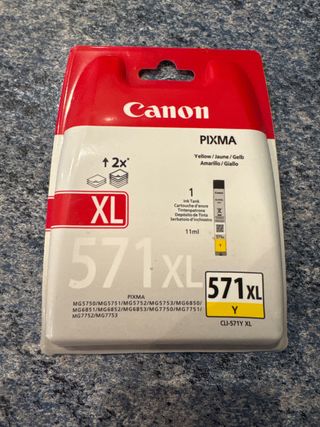 Canon
PIXMA
Yellow / Jaune / Gelb
Amarillo / Giallo
2x*
XL
1
Ink Tank
Cartouche d'encre
Tintenpatrone
Depósito de Tinta
Serbatoio d'inchiostro
11ml
Y
571XL
PIXMA
MG5750/MG5751/MG5752/MG5753/MG6850/
MG6851/MG6852/MG6853/MG7750/MG7751/
MG7752/MG7753
571XL
Y
CLI-571Y XL